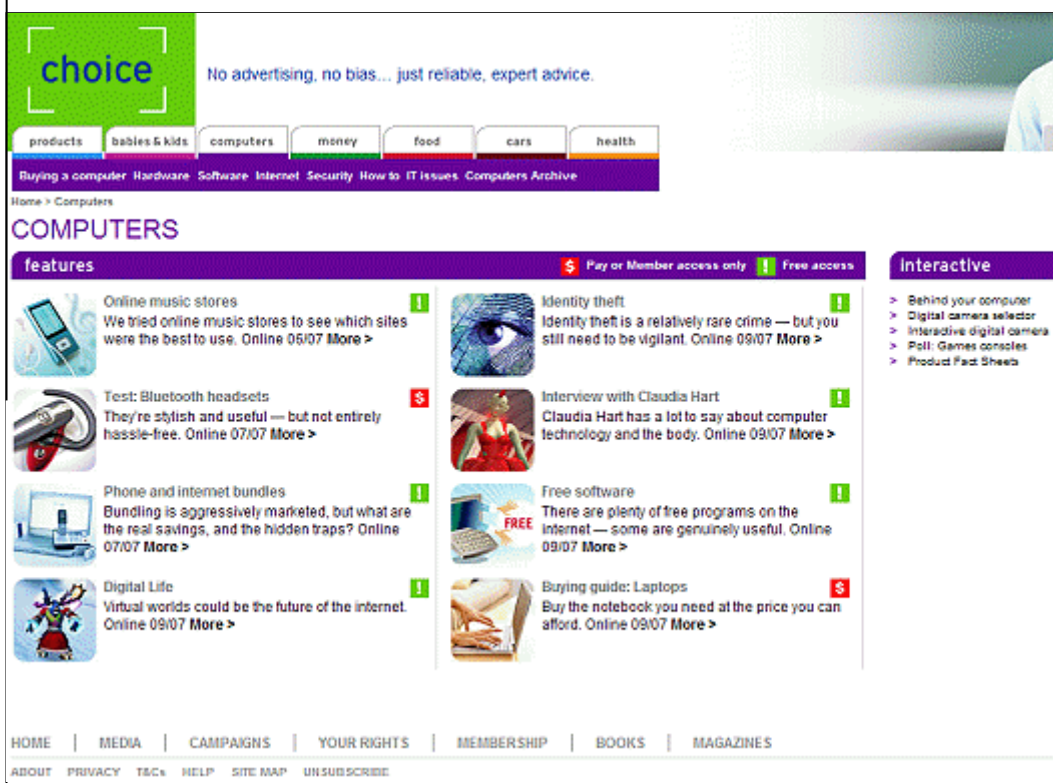 choice
No advertising, no bias... just reliable, expert advice.
products babies & kids computers money food cars health
Buying a computer Hardware Software Internet Security How to IT issues Computers Archive
Home > Computers
COMPUTERS
features
$ Pay or Member access only ! Free access
Online music stores !
We tried online music stores to see which sites
were the best to use. Online 06/07 More >
Test: Bluetooth headsets $
They're stylish and useful — but not entirely
hassle-free. Online 07/07 More >
Phone and internet bundles !
Bundling is aggressively marketed, but what are
the real savings, and the hidden traps? Online
07/07 More >
Digital Life !
Virtual worlds could be the future of the internet.
Online 09/07 More >
Identity theft !
Identity theft is a relatively rare crime — but you
still need to be vigilant. Online 09/07 More >
Interview with Claudia Hart !
Claudia Hart has a lot to say about computer
technology and the body. Online 09/07 More >
FREE
Free software !
There are plenty of free programs on the
internet — some are genuinely useful. Online
09/07 More >
Buying guide: Laptops $
Buy the notebook you need at the price you can
afford. Online 09/07 More >
interactive
> Behind your computer
> Digital camera selector
> Interactive digital camera
> Poll: Games consoles
> Product Fact Sheets
HOME | MEDIA | CAMPAIGNS | YOUR RIGHTS | MEMBERSHIP | BOOKS | MAGAZINES
ABOUT PRIVACY T&Cs HELP SITE MAP UNSUBSCRIBE